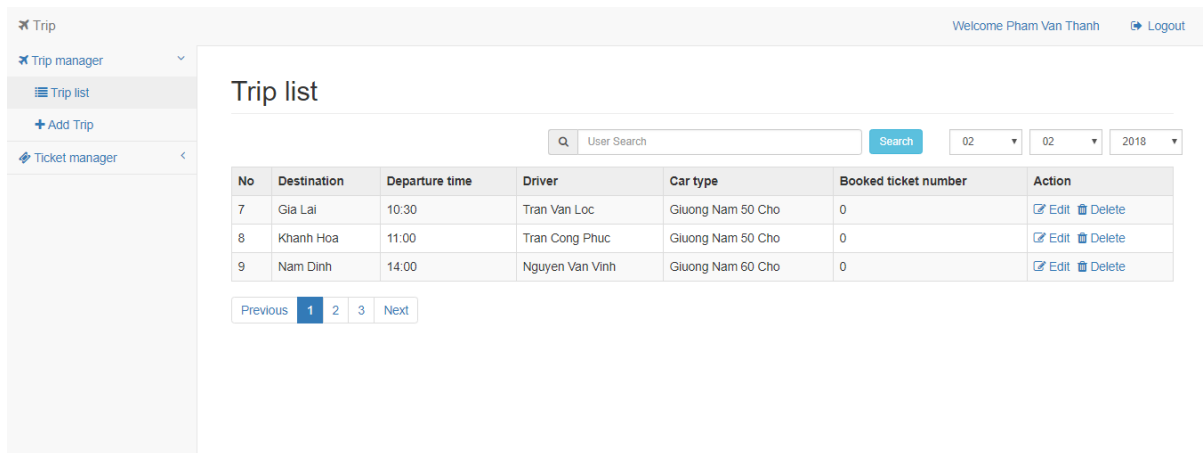 Trip Welcome Pham Van Thanh Logout
Trip manager
Trip list
Add Trip
Ticket manager
Trip list
User Search Search 02 02 2018
No Destination Departure time Driver Car type Booked ticket number Action
7 Gia Lai 10:30 Tran Van Loc Giuong Nam 50 Cho 0 Edit Delete
8 Khanh Hoa 11:00 Tran Cong Phuc Giuong Nam 50 Cho 0 Edit Delete
9 Nam Dinh 14:00 Nguyen Van Vinh Giuong Nam 60 Cho 0 Edit Delete
Previous 1 2 3 Next